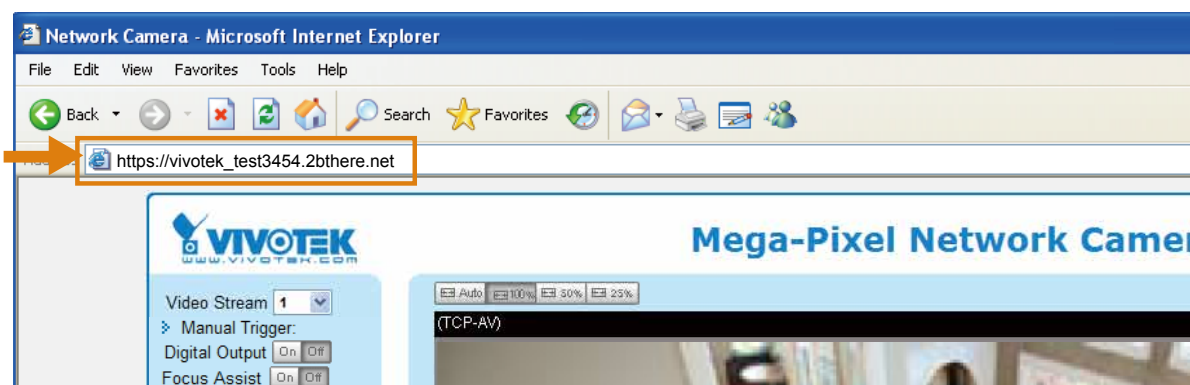 Network Camera - Microsoft Internet Explorer
File Edit View Favorites Tools Help
Back Search Favorites
https://vivotek_test3454.2bthere.net
VIVOTEK
www.vivotek.com
Mega-Pixel Network Camer
Video Stream 1
Manual Trigger:
Digital Output On Off
Focus Assist On Off
Auto 100% 50% 25%
(TCP-AV)